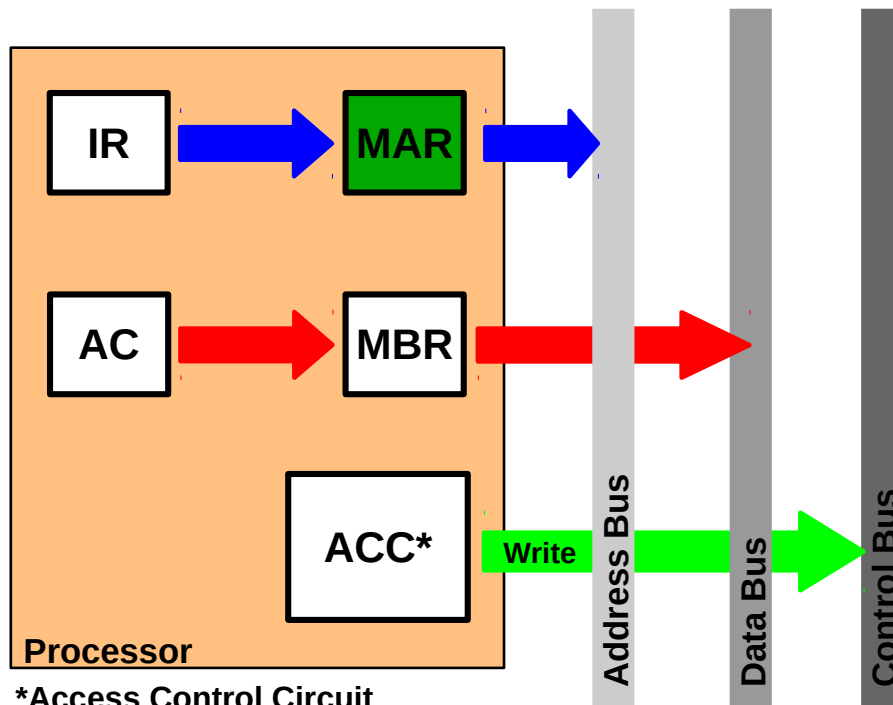 IR
MAR
AC
MBR
ACC*
Write
Address Bus
Data Bus
Control Bus
Processor
*Access Control Circuit